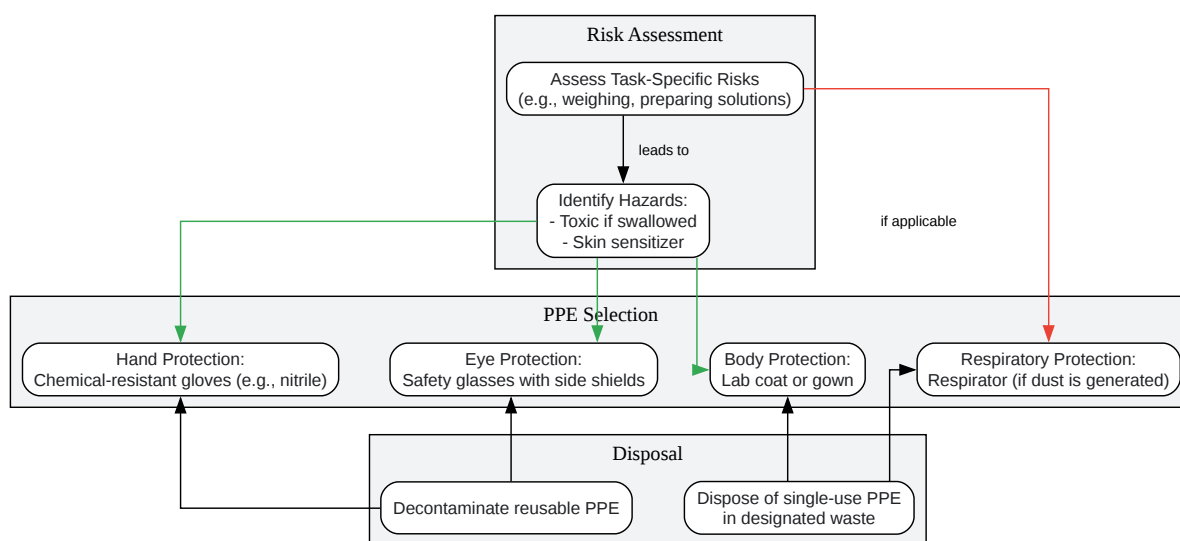 Risk Assessment
Assess Task-Specific Risks
(e.g., weighing, preparing solutions)
leads to
Identify Hazards:
- Toxic if swallowed
- Skin sensitizer
if applicable
PPE Selection
Hand Protection:
Chemical-resistant gloves (e.g., nitrile)
Eye Protection:
Safety glasses with side shields
Body Protection:
Lab coat or gown
Respiratory Protection:
Respirator (if dust is generated)
Disposal
Decontaminate reusable PPE
Dispose of single-use PPE
in designated waste